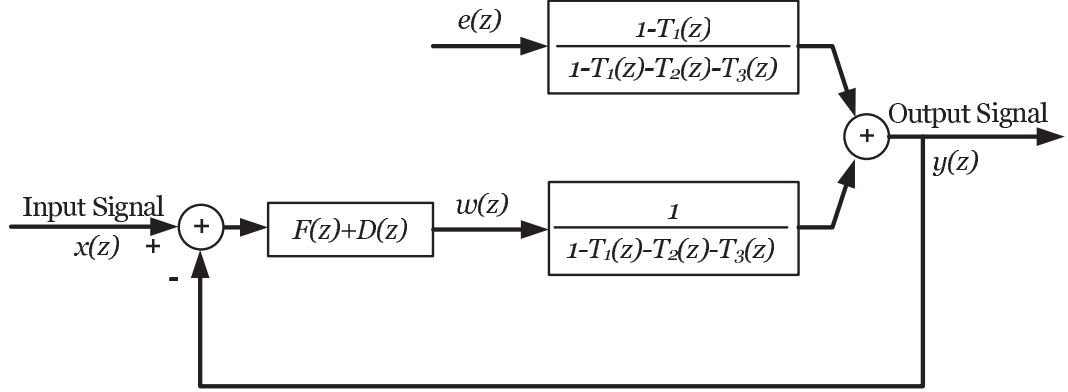 e(z)
1-T₁(z)
1-T₁(z)-T₂(z)-T₃(z)
+
Output Signal
y(z)
Input Signal
x(z)
+
+
-
F(z)+D(z)
w(z)
1
1-T₁(z)-T₂(z)-T₃(z)